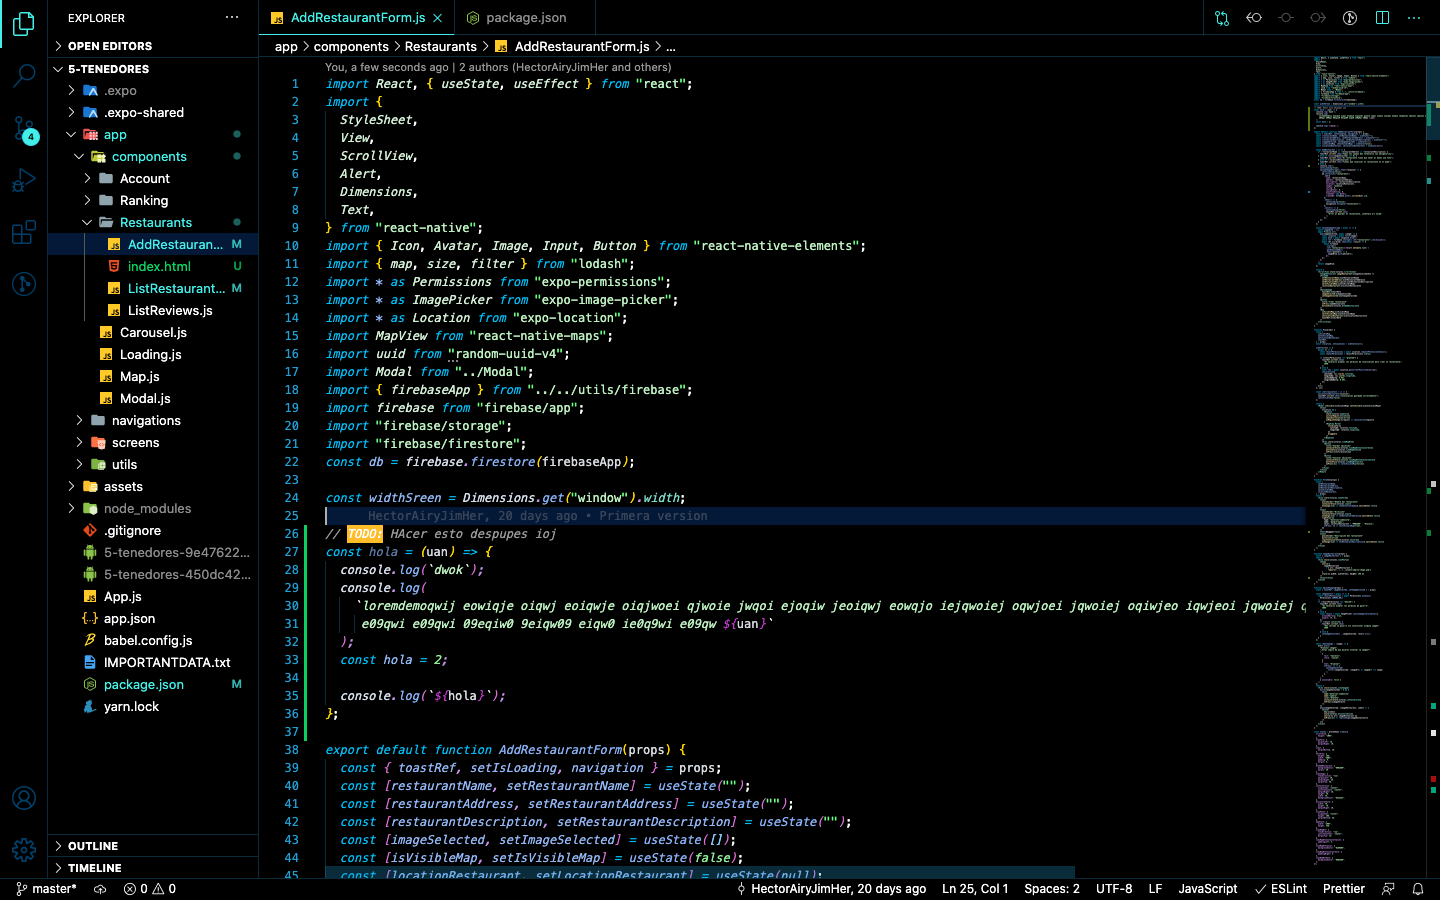 EXPLORER
···
OPEN EDITORS
5-TENEDORES
.expo
.expo-shared
app
components
Account
Ranking
Restaurants
AddRestauran... M
index.html U
ListRestaurant... M
ListReviews.js
Carousel.js
Loading.js
Map.js
Modal.js
navigations
screens
utils
assets
node_modules
.gitignore
5-tenedores-9e47622...
5-tenedores-450dc42...
App.js
app.json
babel.config.js
IMPORTANTDATA.txt
package.json M
yarn.lock
OUTLINE
TIMELINE
4
JS AddRestaurantForm.js ×
package.json
app > components > Restaurants > JS AddRestaurantForm.js > ...
You, a few seconds ago | 2 authors (HectorAiryJimHer and others)
1 import React, { useState, useEffect } from "react";
2 import {
3 StyleSheet,
4 View,
5 ScrollView,
6 Alert,
7 Dimensions,
8 Text,
9 } from "react-native";
10 import { Icon, Avatar, Image, Input, Button } from "react-native-elements";
11 import { map, size, filter } from "lodash";
12 import * as Permissions from "expo-permissions";
13 import * as ImagePicker from "expo-image-picker";
14 import * as Location from "expo-location";
15 import MapView from "react-native-maps";
16 import uuid from "random-uuid-v4";
17 import Modal from "../Modal";
18 import { firebaseApp } from "../../utils/firebase";
19 import firebase from "firebase/app";
20 import "firebase/storage";
21 import "firebase/firestore";
22 const db = firebase.firestore(firebaseApp);
23
24 const widthSreen = Dimensions.get("window").width;
25 HectorAiryJimHer, 20 days ago • Primera version
26 // TODO: HAcer esto despupes ioj
27 const hola = (uan) => {
28 console.log(`dwok`);
29 console.log(
30 `loremdemoqwij eowiqje oiqwj eoiqwje oiqjwoei qjwoie jwqoi ejoqiw jeoiqwj eowqjo iejqwoiej oqwjoei jqwoiej oqiwjeo iqwjeoi jqwoiej q
31 e09qwi e09qwi 09eqiw0 9eiqw09 eiqw0 ie0q9wi e09qw ${uan}`
32 );
33 const hola = 2;
34
35 console.log(`${hola}`);
36 };
37
38 export default function AddRestaurantForm(props) {
39 const { toastRef, setIsLoading, navigation } = props;
40 const [restaurantName, setRestaurantName] = useState("");
41 const [restaurantAddress, setRestaurantAddress] = useState("");
42 const [restaurantDescription, setRestaurantDescription] = useState("");
43 const [imageSelected, setImageSelected] = useState([]);
44 const [isVisibleMap, setIsVisibleMap] = useState(false);
45 const [locationRestaurant, setLocationRestaurant] = useState(null);
master* 0 0 HectorAiryJimHer, 20 days ago Ln 25, Col 1 Spaces: 2 UTF-8 LF JavaScript ESLint Prettier